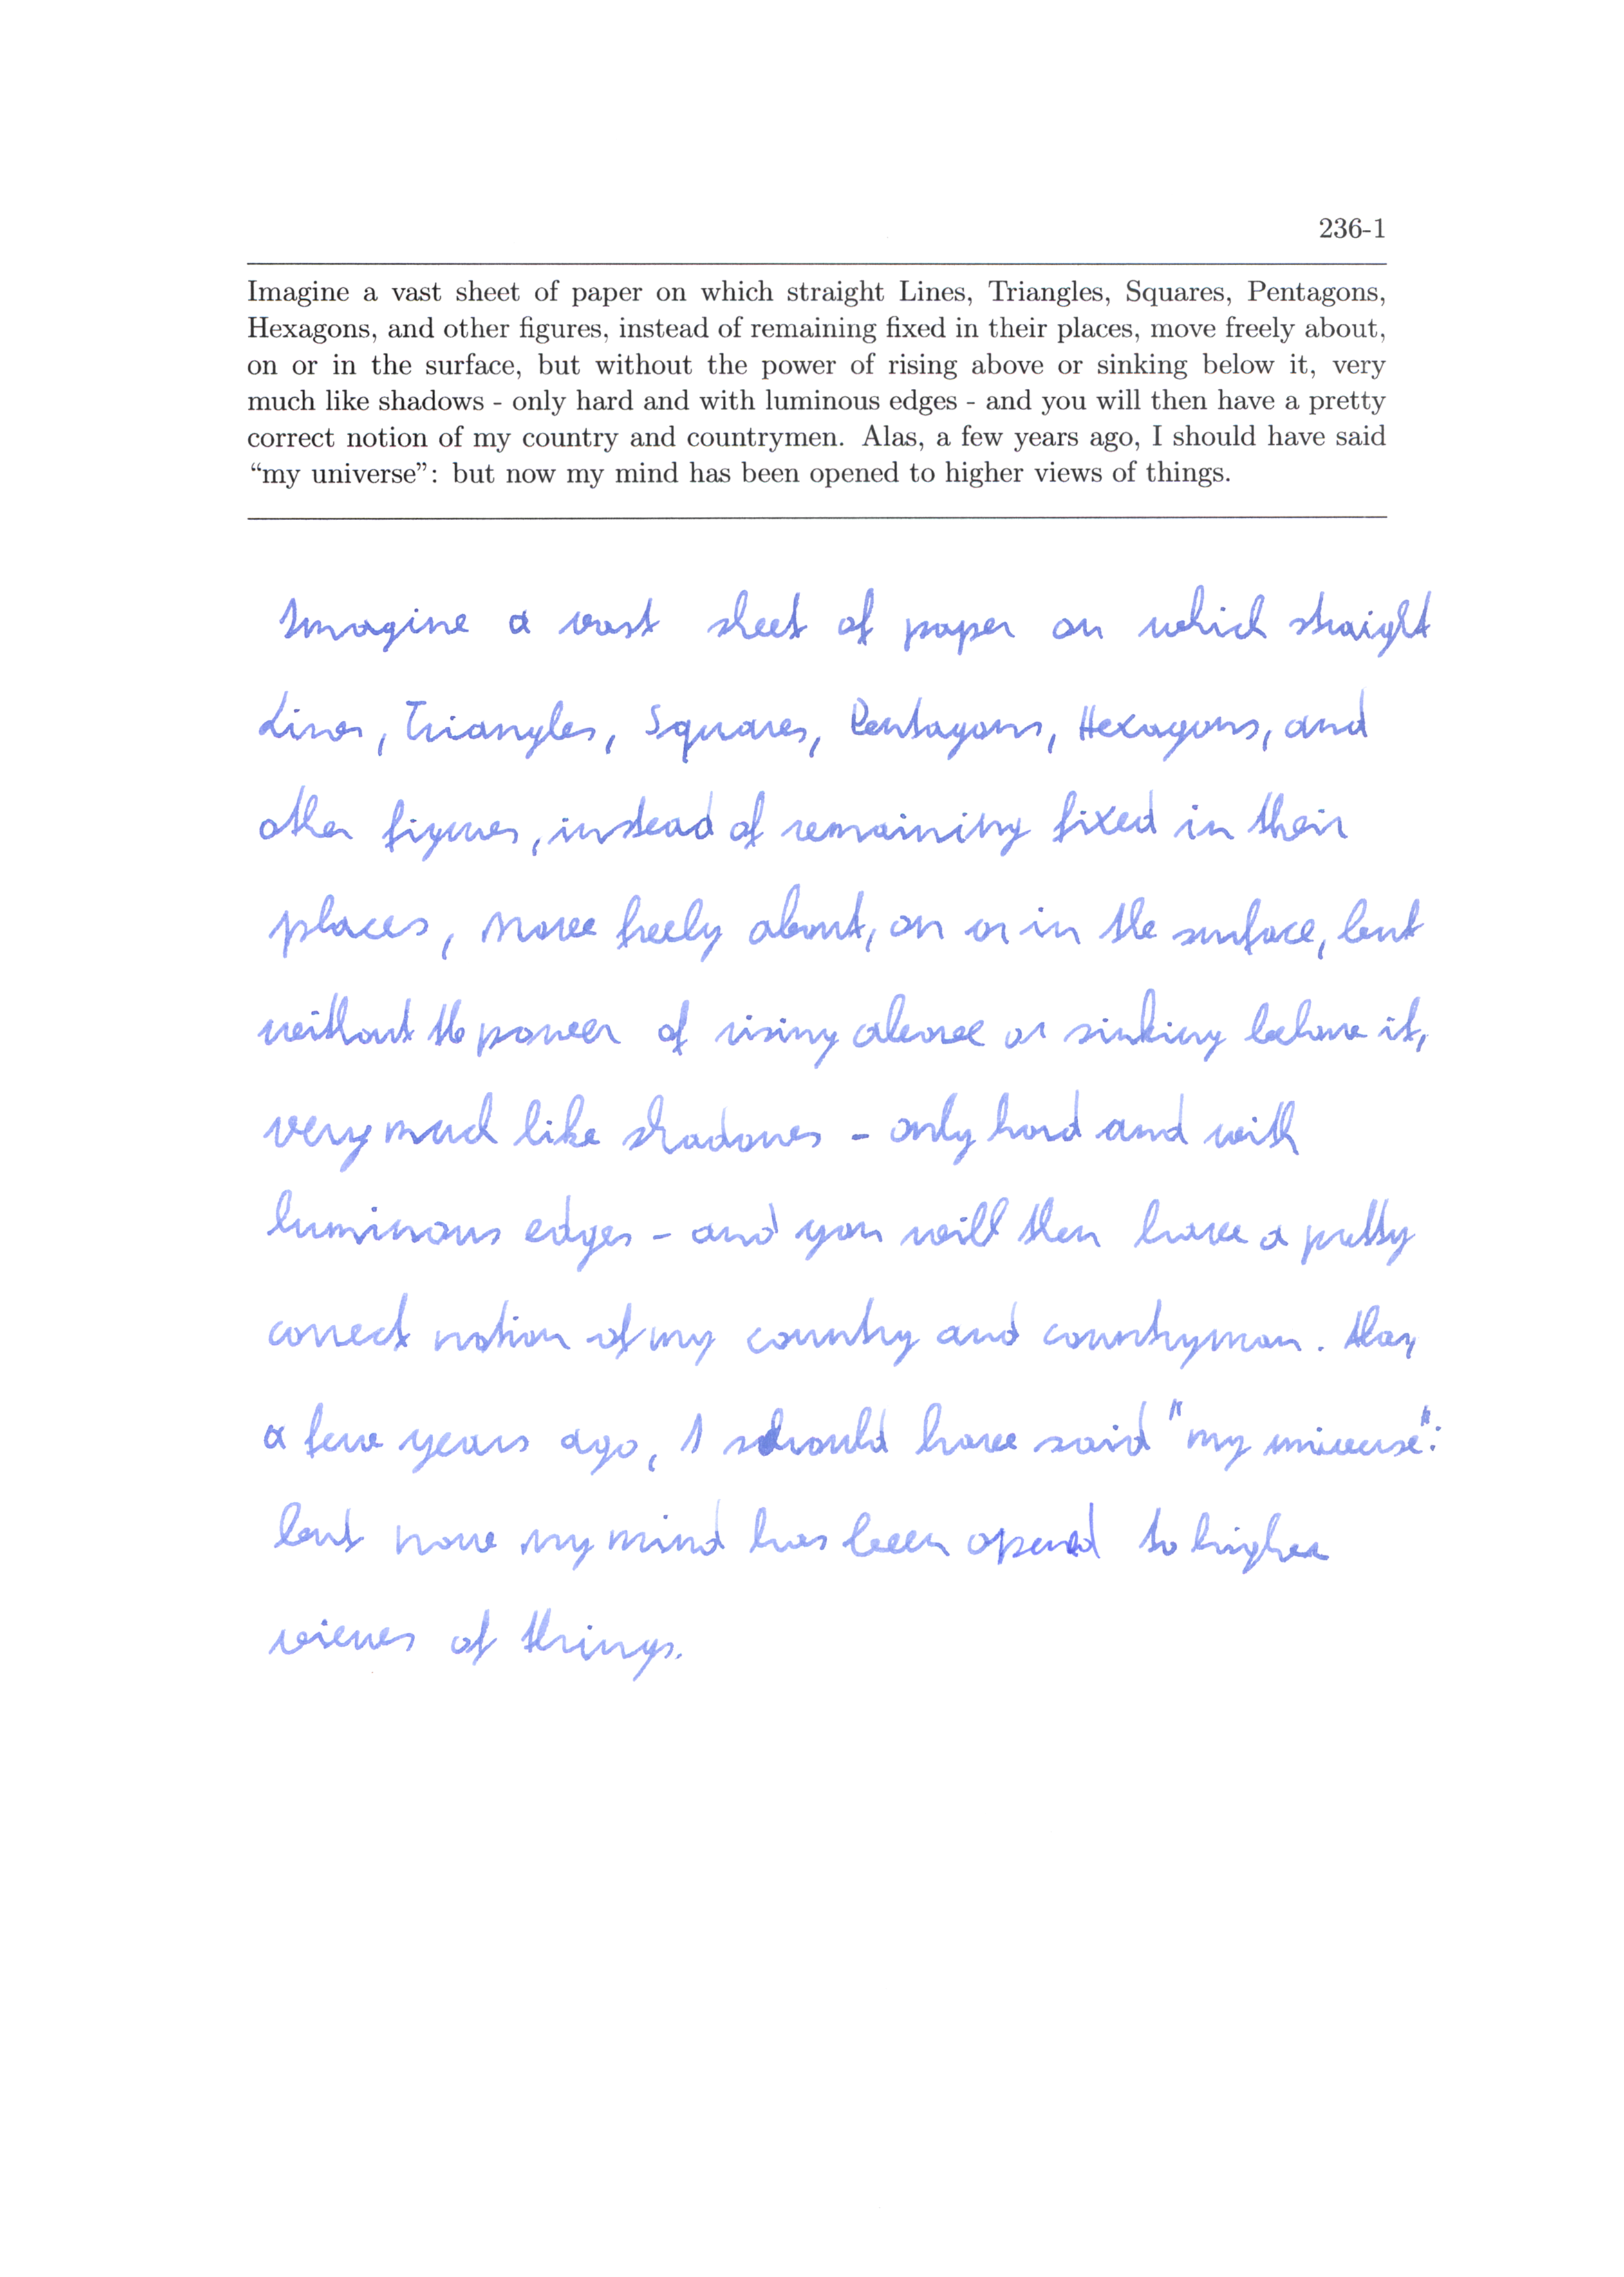 236-1
Imagine a vast sheet of paper on which straight Lines, Triangles, Squares, Pentagons,
Hexagons, and other figures, instead of remaining fixed in their places, move freely about,
on or in the surface, but without the power of rising above or sinking below it, very
much like shadows - only hard and with luminous edges - and you will then have a pretty
correct notion of my country and countrymen. Alas, a few years ago, I should have said
“my universe”: but now my mind has been opened to higher views of things.
Imagine a vast sheet of paper on which straight
Lines, Triangles, Squares, Pentagons, Hexagons, and
other figures, instead of remaining fixed in their
places, move freely about, on or in the surface, but
without the power of rising above or sinking below it,
very much like shadows - only hard and with
luminous edges - and you will then have a pretty
correct notion of my country and countryman. Alas,
a few years ago, I should have said "my universe":
but now my mind has been opened to higher
views of things.